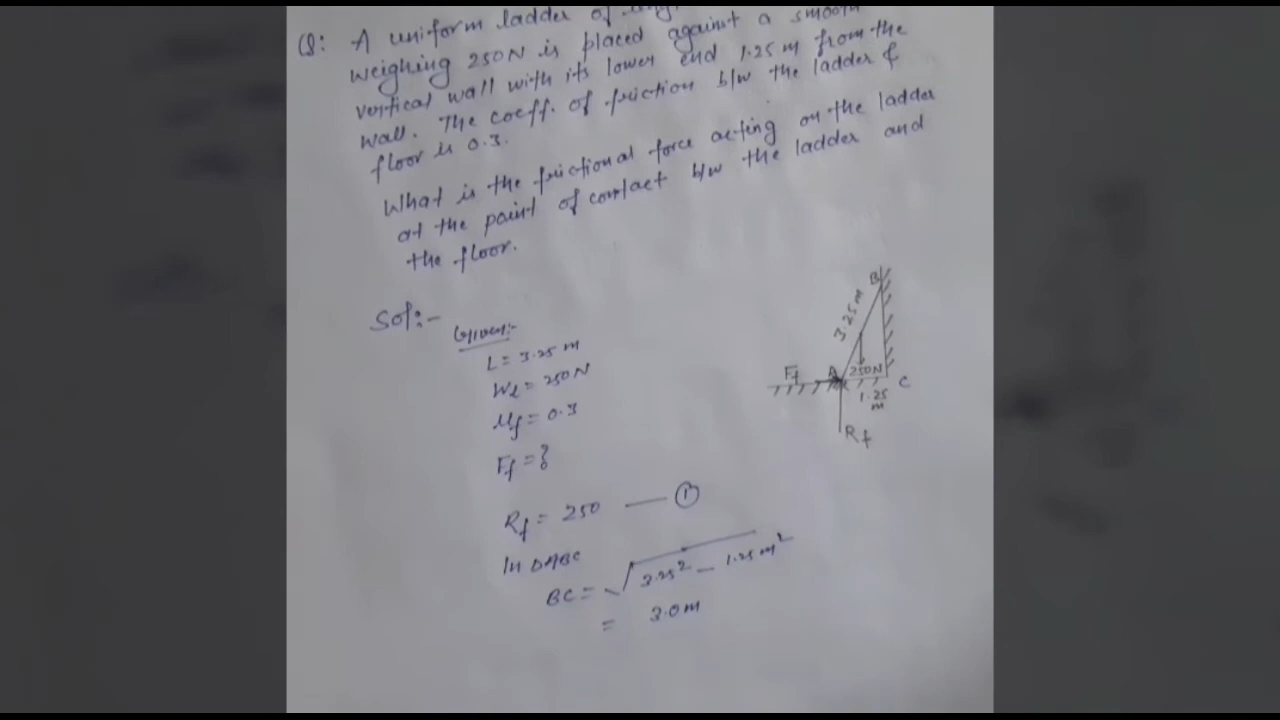 Q: A uniform ladder of
weighing 250N is placed against a smooth
vertical wall with its lower end 1.25 m from the
wall. The coeff. of friction b/w the ladder &
floor is 0.3.
What is the frictional force acting on the ladder
at the point of contact b/w the ladder and
the floor.
Sol:-
Given:-
L = 3.25 m
Wl = 250 N
μf = 0.3
Ff = ?
Rf = 250 — ①
In ΔABC
BC = √3.25² - 1.25 m²
= 3.0 m
B
3.25 m
Ff A 250N C
1.25
m
Rf